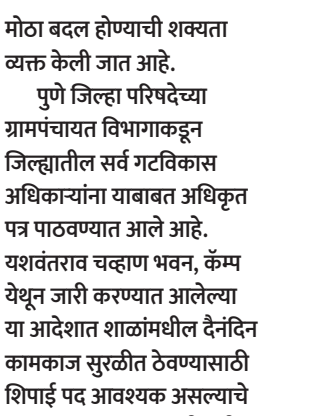 मोठा बदल होण्याची शक्यता
व्यक्त केली जात आहे.
पुणे जिल्हा परिषदेच्या
ग्रामपंचायत विभागाकडून
जिल्ह्यातील सर्व गटविकास
अधिकाऱ्यांना याबाबत अधिकृत
पत्र पाठवण्यात आले आहे.
यशवंतराव चव्हाण भवन, कॅम्प
येथून जारी करण्यात आलेल्या
या आदेशात शाळांमधील दैनंदिन
कामकाज सुरळीत ठेवण्यासाठी
शिपाई पद आवश्यक असल्याचे